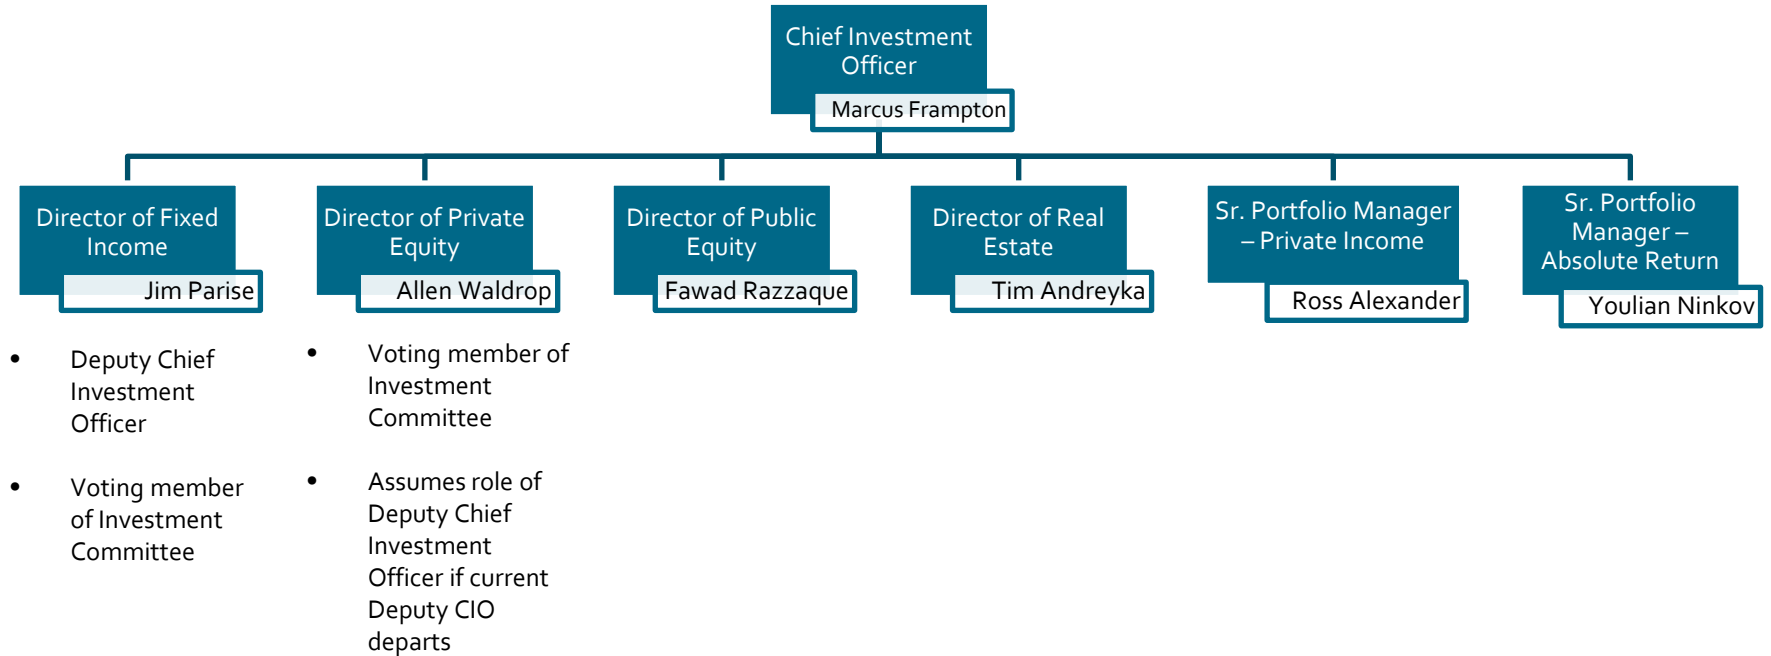 Chief Investment
Officer
Marcus Frampton
Director of Fixed
Income
Jim Parise
Director of Private
Equity
Allen Waldrop
Director of Public
Equity
Fawad Razzaque
Director of Real
Estate
Tim Andreyka
Sr. Portfolio Manager
– Private Income
Ross Alexander
Sr. Portfolio
Manager –
Absolute Return
Youlian Ninkov
• Deputy Chief
Investment
Officer
• Voting member
of Investment
Committee
• Voting member of
Investment
Committee
• Assumes role of
Deputy Chief
Investment
Officer if current
Deputy CIO
departs